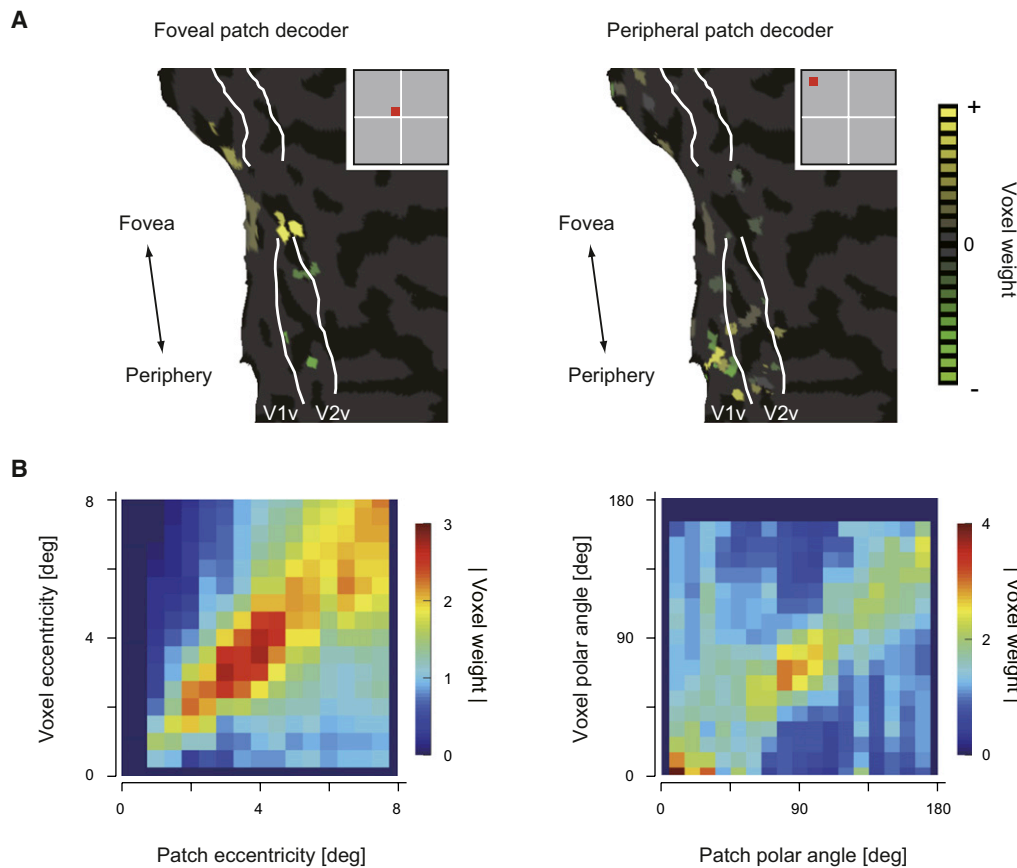 A
Foveal patch decoder
Peripheral patch decoder
Fovea
Periphery
V1v V2v
Fovea
Periphery
V1v V2v
+
0
-
Voxel weight
B
8
4
0
Voxel eccentricity [deg]
0 4 8
Patch eccentricity [deg]
3
2
1
0
| Voxel weight |
180
90
0
Voxel polar angle [deg]
0 90 180
Patch polar angle [deg]
4
3
2
1
0
| Voxel weight |